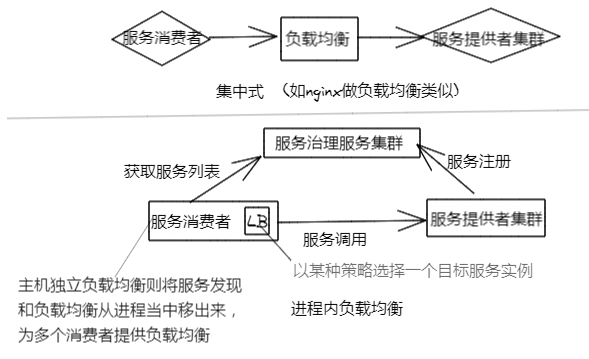 服务消费者
负载均衡
服务提供者集群
集中式 （如nginx做负载均衡类似）
服务治理服务集群
获取服务列表
服务注册
服务消费者
LB
服务提供者集群
服务调用
以某种策略选择一个目标服务实例
主机独立负载均衡则将服务发现
和负载均衡从进程当中移出来，
为多个消费者提供负载均衡
进程内负载均衡